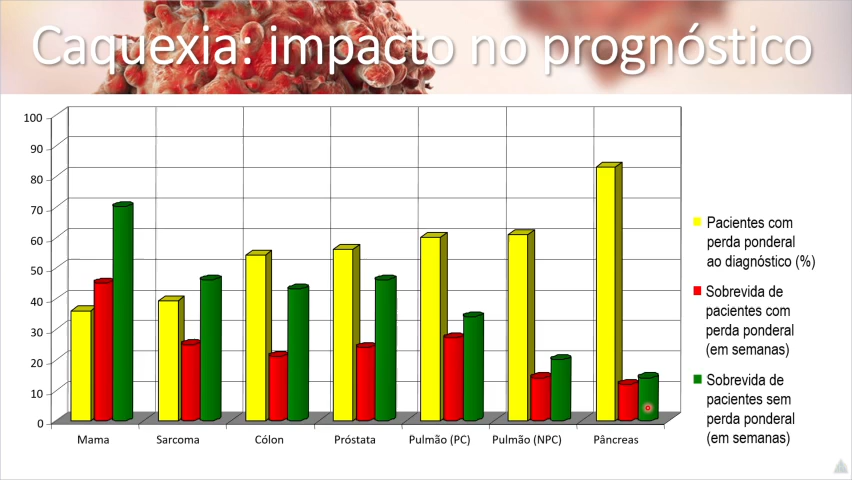 Caquexia: impacto no prognóstico
100
90
80
70
60
50
40
30
20
10
0
Mama
Sarcoma
Cólon
Próstata
Pulmão (PC)
Pulmão (NPC)
Pâncreas
Pacientes com
perda ponderal
ao diagnóstico (%)
Sobrevida de
pacientes com
perda ponderal
(em semanas)
Sobrevida de
pacientes sem
perda ponderal
(em semanas)